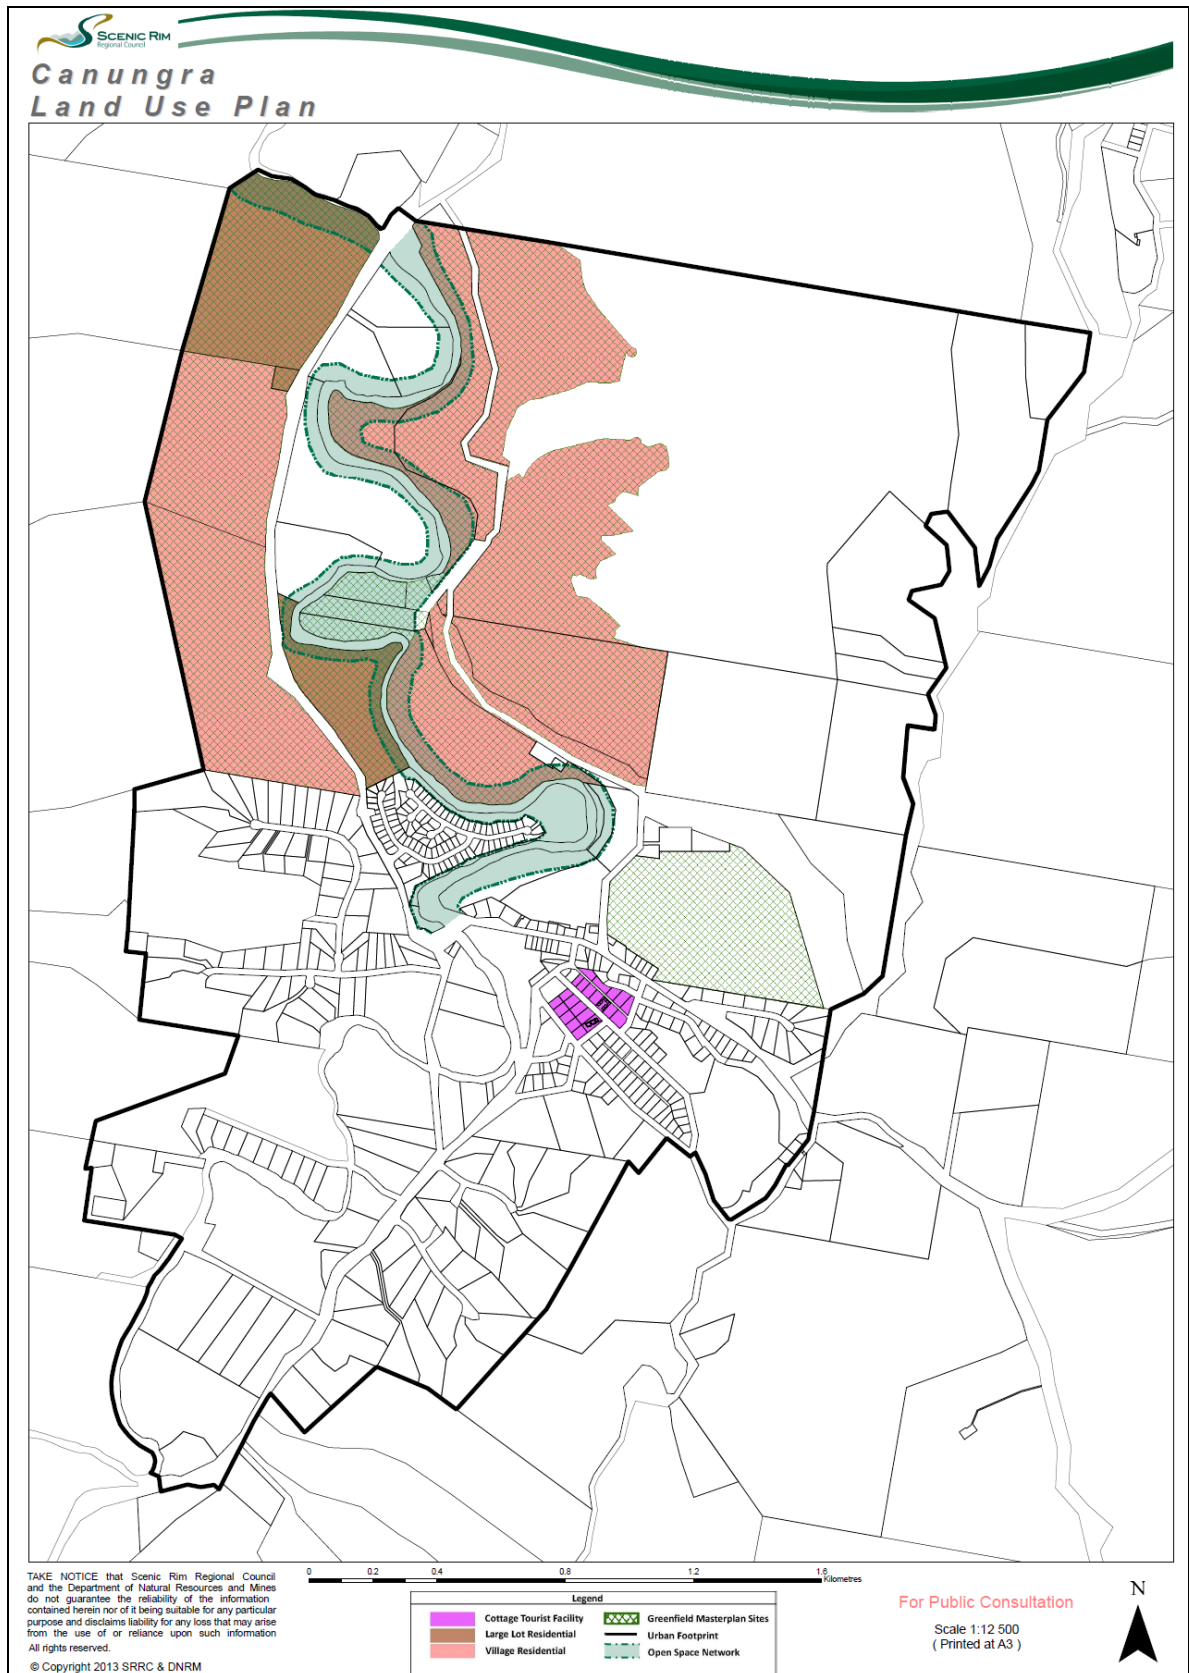 SCENIC RIM
Regional Council
Canungra
Land Use Plan
TAKE NOTICE that Scenic Rim Regional Council
and the Department of Natural Resources and Mines
do not guarantee the reliability of the information
contained herein nor of it being suitable for any particular
purpose and disclaims liability for any loss that may arise
from the use of or reliance upon such information
All rights reserved.
© Copyright 2013 SRRC & DNRM
0 0.2 0.4 0.8 1.2 1.6
Kilometres
Legend
Cottage Tourist Facility
Large Lot Residential
Village Residential
Greenfield Masterplan Sites
Urban Footprint
Open Space Network
For Public Consultation
Scale 1:12 500
( Printed at A3 )
N